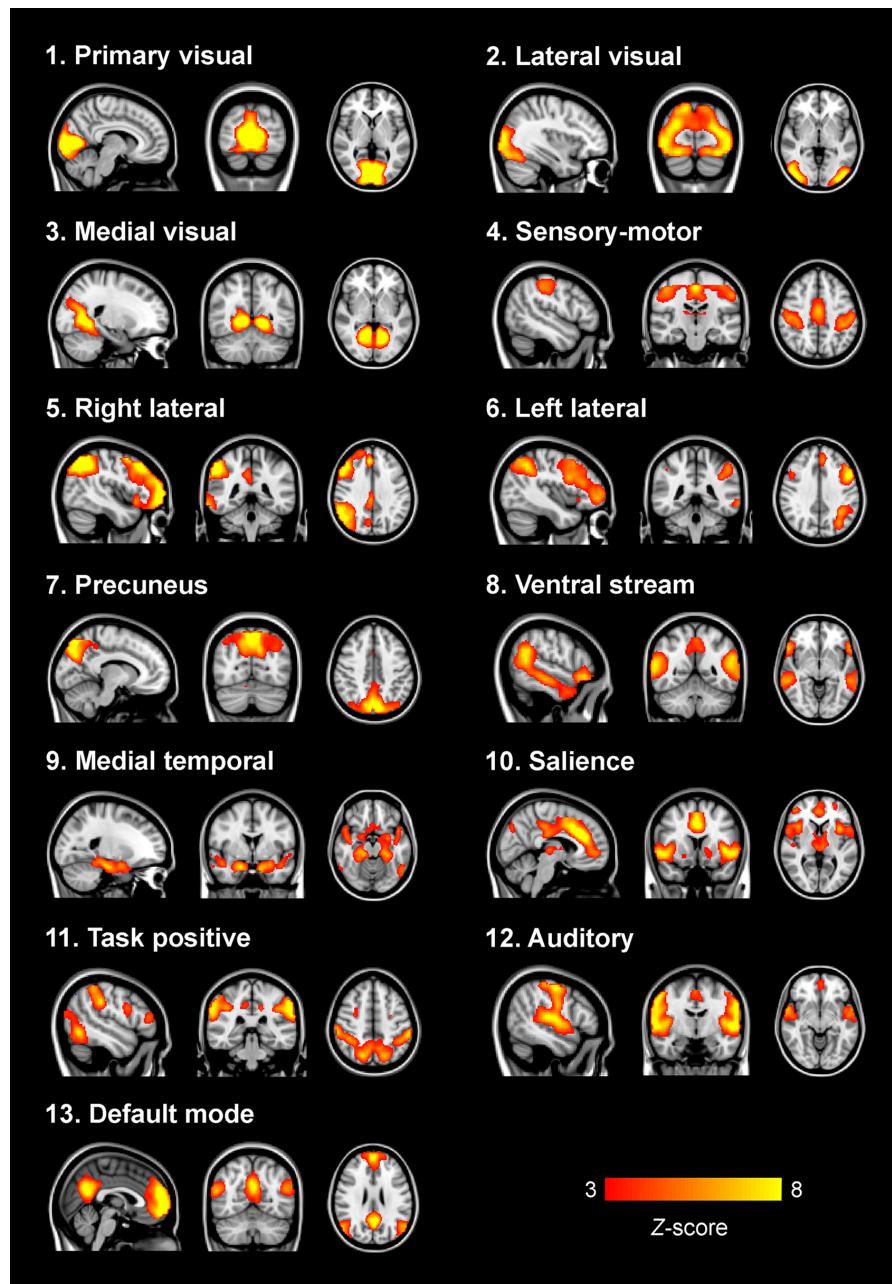 1. Primary visual
2. Lateral visual
3. Medial visual
4. Sensory-motor
5. Right lateral
6. Left lateral
7. Precuneus
8. Ventral stream
9. Medial temporal
10. Salience
11. Task positive
12. Auditory
13. Default mode
3 8
Z-score